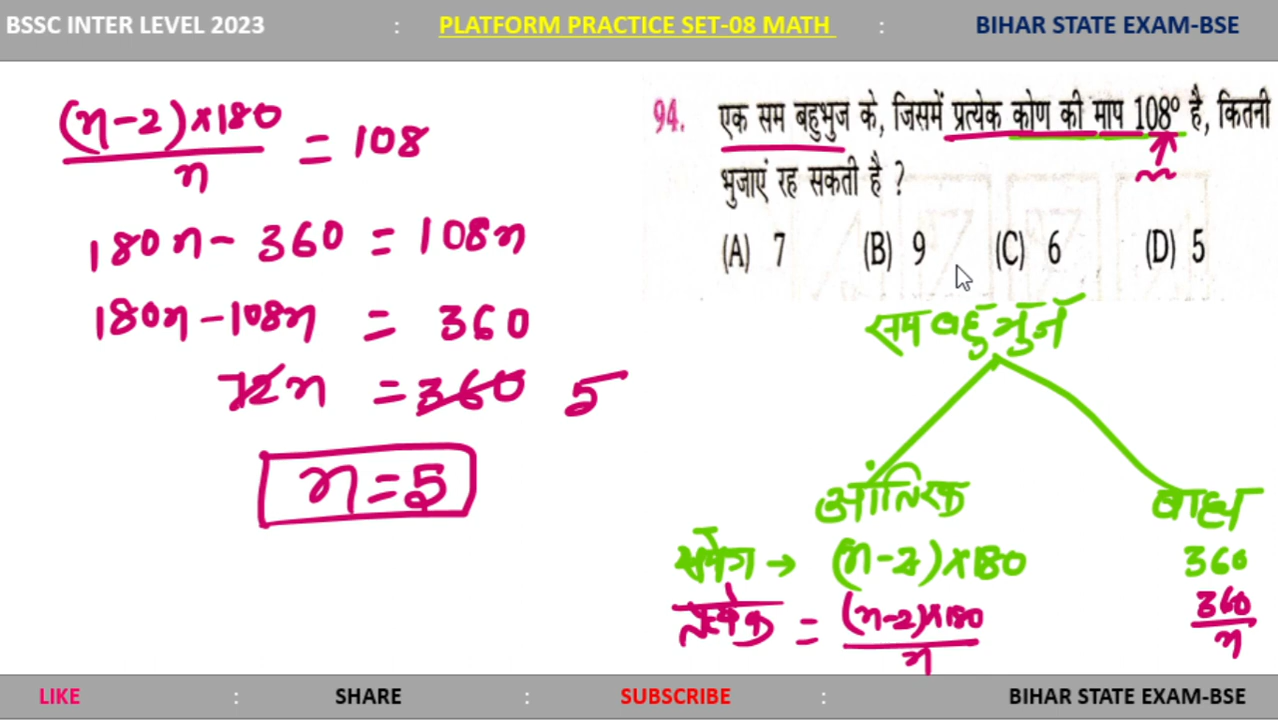 BSSC INTER LEVEL 2023 : PLATFORM PRACTICE SET-08 MATH : BIHAR STATE EXAM-BSE
(n-2)×180 / n = 108
180n - 360 = 108n
180n - 108n = 360
72n = 360 5
n = 5
94. एक सम बहुभुज के, जिसमें प्रत्येक कोण की माप 108° है, कितनी
भुजाएं रह सकती है ?
(A) 7 (B) 9 (C) 6 (D) 5
सम बहुभुज
आंतरिक बाह्य
→ (n-2)×180 360
= (n-2)×180 / n 360 / n
LIKE : SHARE : SUBSCRIBE : BIHAR STATE EXAM-BSE